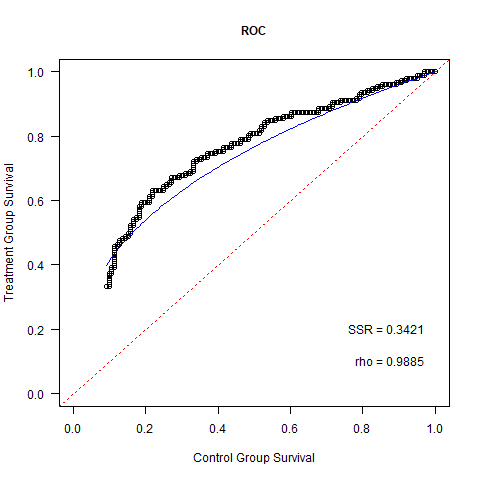 ROC
Treatment Group Survival
1.0
0.8
0.6
0.4
0.2
0.0
SSR = 0.3421
rho = 0.9885
0.0 0.2 0.4 0.6 0.8 1.0
Control Group Survival